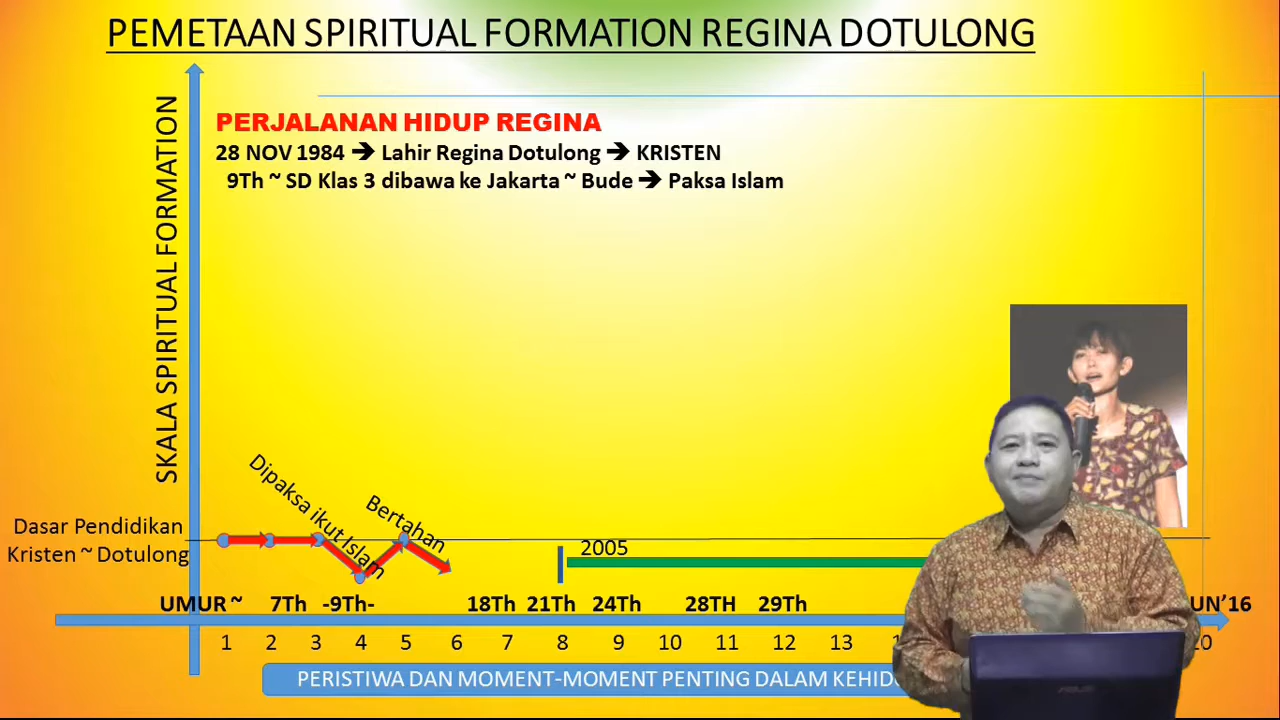 PEMETAAN SPIRITUAL FORMATION REGINA DOTULONG
SKALA SPIRITUAL FORMATION
PERJALANAN HIDUP REGINA
28 NOV 1984 → Lahir Regina Dotulong → KRISTEN
9Th ~ SD Klas 3 dibawa ke Jakarta ~ Bude → Paksa Islam
Dipaksa ikut Islam
Bertahan
Dasar Pendidikan
Kristen ~ Dotulong
2005
UMUR ~ 7Th -9Th- 18Th 21Th 24Th 28TH 29Th UN'16
1 2 3 4 5 6 7 8 9 10 11 12 13
PERISTIWA DAN MOMENT-MOMENT PENTING DALAM
ASUS